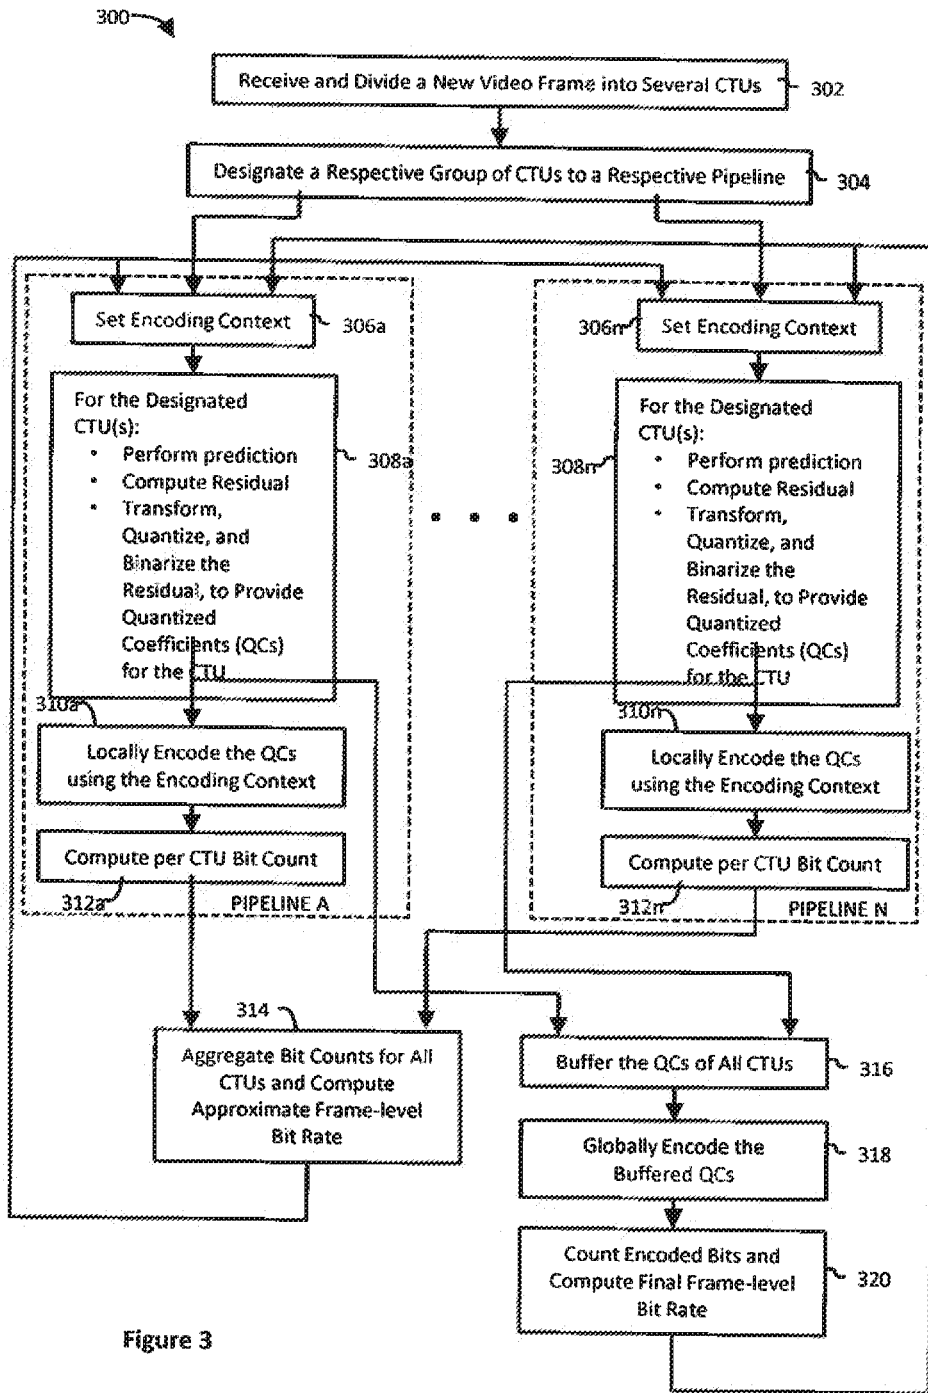 300
Receive and Divide a New Video Frame into Several CTUs
302
Designate a Respective Group of CTUs to a Respective Pipeline
304
Set Encoding Context
306a
For the Designated
CTU(s):
• Perform prediction
• Compute Residual
• Transform,
Quantize, and
Binarize the
Residual, to Provide
Quantized
Coefficients (QCs)
for the CTU
308a
310a
Locally Encode the QCs
using the Encoding Context
Compute per CTU Bit Count
312a
PIPELINE A
• • •
306n
Set Encoding Context
For the Designated
CTU(s):
• Perform prediction
• Compute Residual
• Transform,
Quantize, and
Binarize the
Residual, to Provide
Quantized
Coefficients (QCs)
for the CTU
308n
310n
Locally Encode the QCs
using the Encoding Context
Compute per CTU Bit Count
312n
PIPELINE N
314
Aggregate Bit Counts for All
CTUs and Compute
Approximate Frame-level
Bit Rate
Buffer the QCs of All CTUs
316
Globally Encode the
Buffered QCs
318
Count Encoded Bits and
Compute Final Frame-level
Bit Rate
320
Figure 3